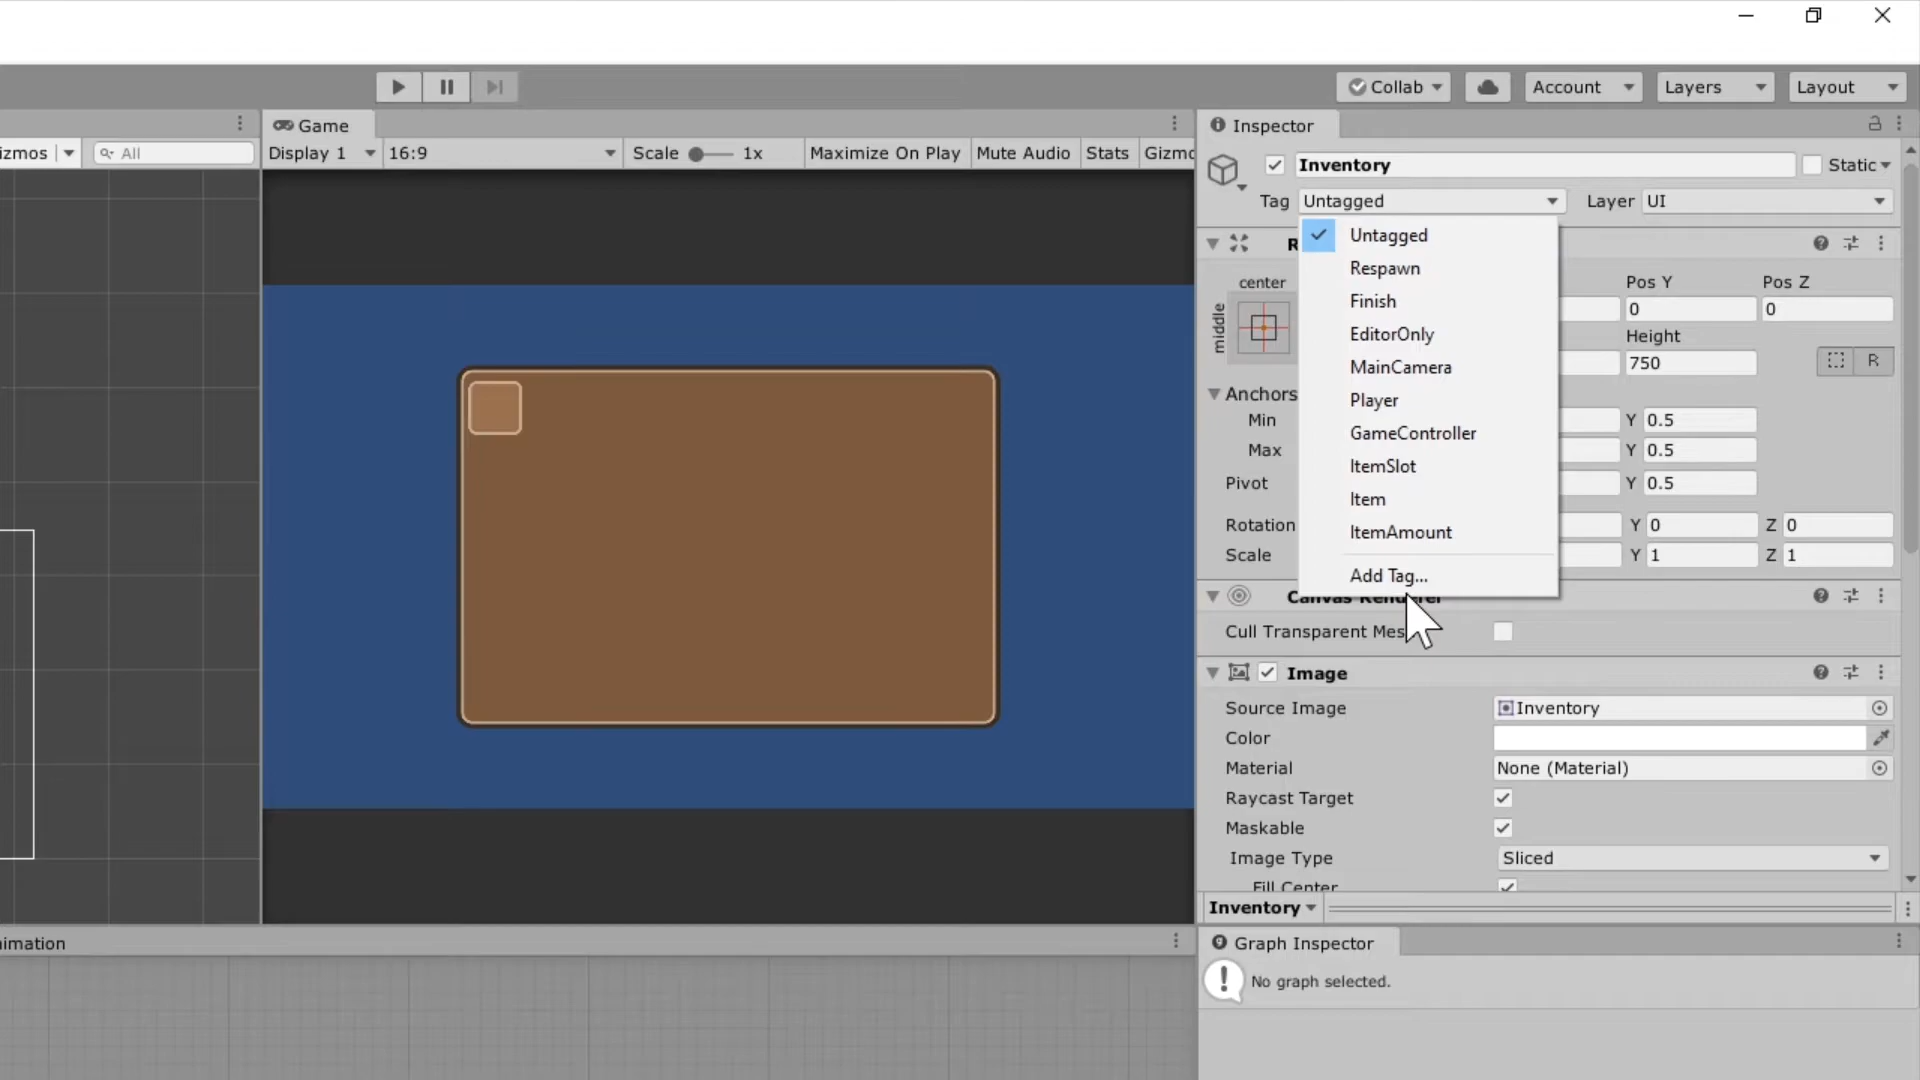 Collab
Account
Layers
Layout
Game
Inspector
izmos
All
Display 1
16:9
Scale
1x
Maximize On Play
Mute Audio
Stats
Gizmo
Inventory
Static
Tag
Untagged
Layer
UI
Untagged
Respawn
Finish
EditorOnly
MainCamera
Player
GameController
ItemSlot
Item
ItemAmount
Add Tag...
R
center
middle
Pos Y
Pos Z
0
0
Height
750
R
Anchors
Min
Y 0.5
Max
Y 0.5
Pivot
Y 0.5
Rotation
Y 0
Z 0
Scale
Y 1
Z 1
Canvas Renderer
Cull Transparent Mes
Image
Source Image
Inventory
Color
Material
None (Material)
Raycast Target
Maskable
Image Type
Sliced
Fill Center
Inventory
nimation
Graph Inspector
No graph selected.